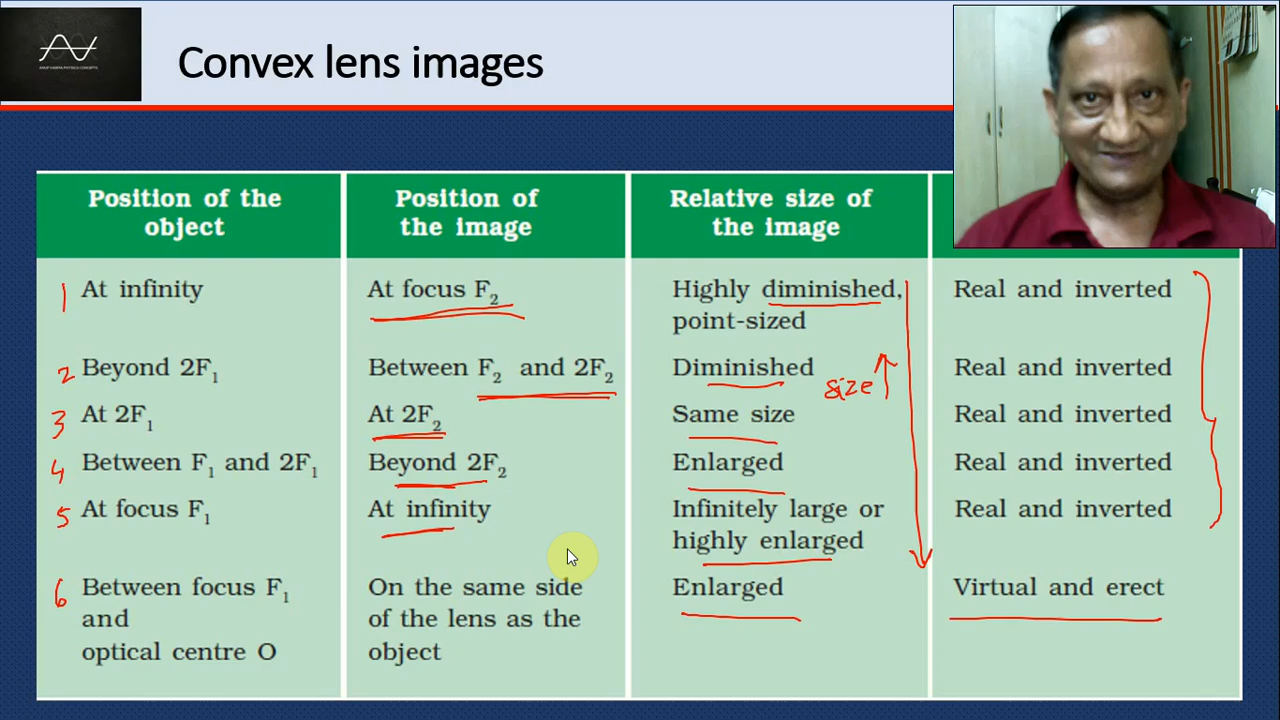 Convex lens images
Position of the
object
Position of
the image
Relative size of
the image
1 At infinity
At focus F₂
Highly diminished,
point-sized
Real and inverted
2 Beyond 2F₁
Between F₂ and 2F₂
Diminished
size
Real and inverted
3 At 2F₁
At 2F₂
Same size
Real and inverted
4 Between F₁ and 2F₁
Beyond 2F₂
Enlarged
Real and inverted
5 At focus F₁
At infinity
Infinitely large or
highly enlarged
Real and inverted
6 Between focus F₁
and
optical centre O
On the same side
of the lens as the
object
Enlarged
Virtual and erect